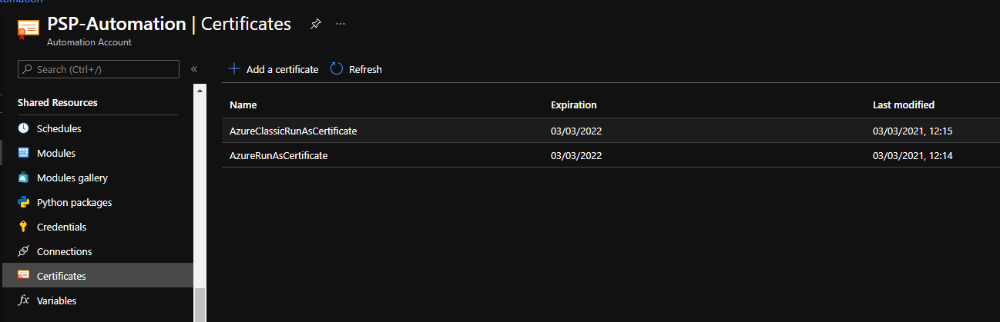 omation
PSP-Automation | Certificates ...
Automation Account
Search (Ctrl+/) «
Add a certificate Refresh
Shared Resources
Schedules
Modules
Modules gallery
Python packages
Credentials
Connections
Certificates
fx Variables
Name Expiration Last modified
AzureClassicRunAsCertificate 03/03/2022 03/03/2021, 12:15
AzureRunAsCertificate 03/03/2022 03/03/2021, 12:14